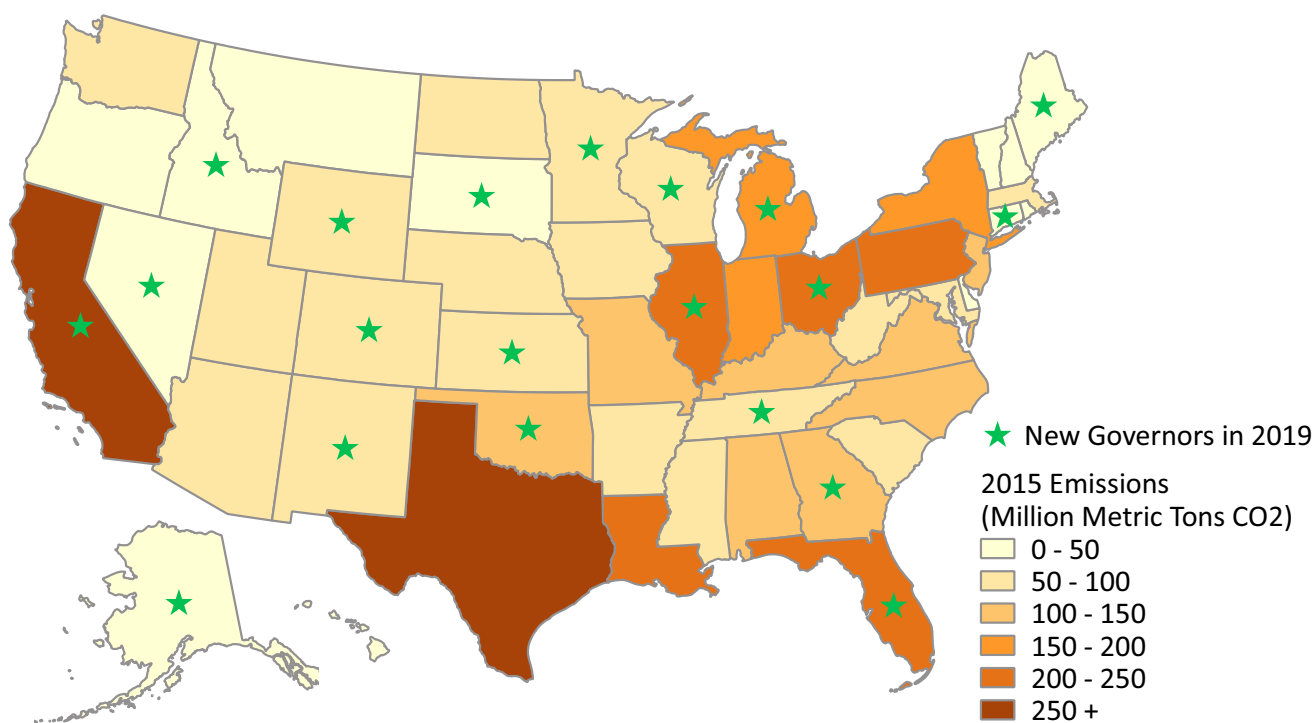 New Governors in 2019
2015 Emissions
(Million Metric Tons CO2)
0 - 50
50 - 100
100 - 150
150 - 200
200 - 250
250 +